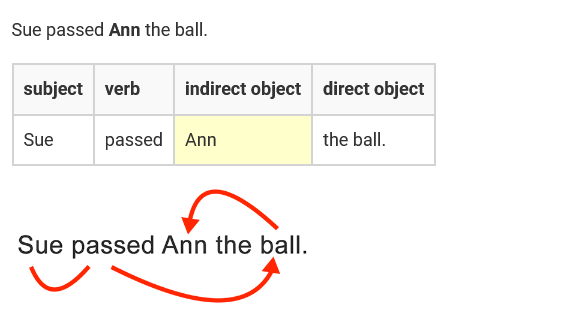 Sue passed Ann the ball.
subject verb indirect object direct object
Sue passed Ann the ball.
Sue passed Ann the ball.